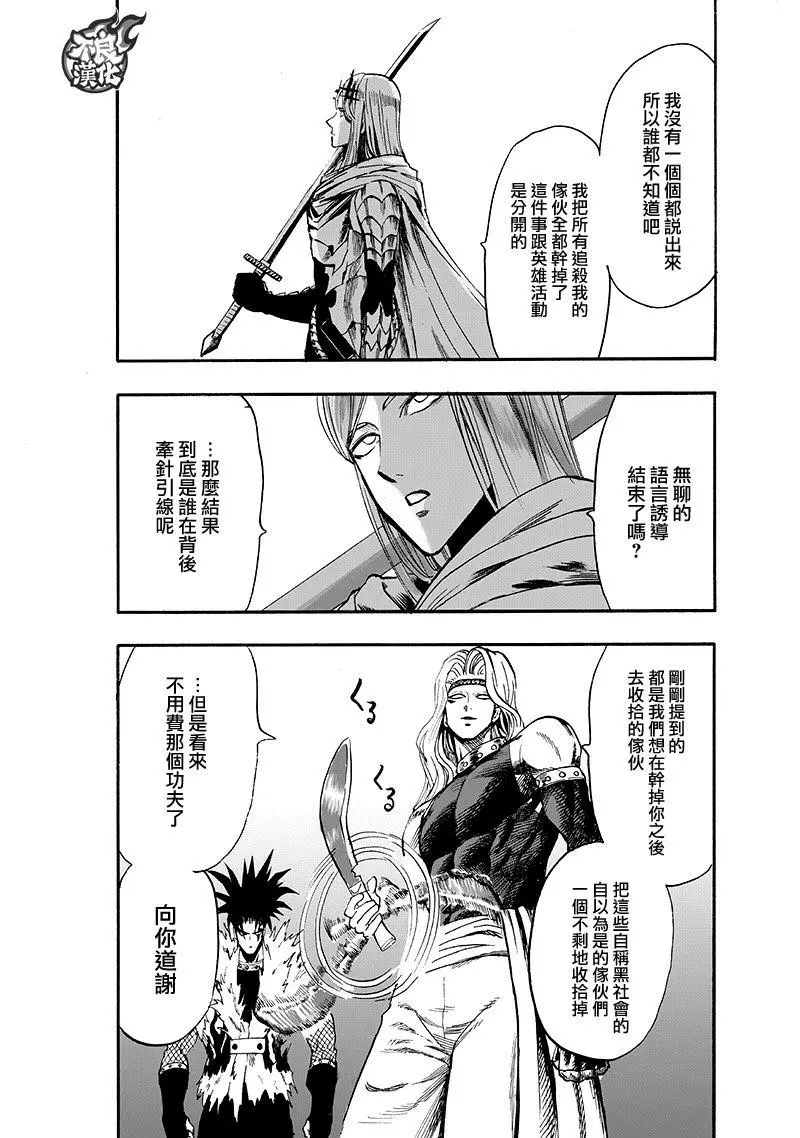 不良
漢化
我沒有一個個都説出來
所以誰都不知道吧
我把所有追殺我的
傢伙全都幹掉了
這件事跟英雄活動
是分開的
無聊的
語言誘導
結束了嗎?
…那麼結果
到底是誰在背後
牽針引線呢
剛剛提到的
都是我們想在幹掉你之後
去收拾的傢伙
くる
くる
把這些自稱黑社會的
自以為是的傢伙們
一個不剩地收拾掉
…但是看來
不用費那個功夫了
向你道謝